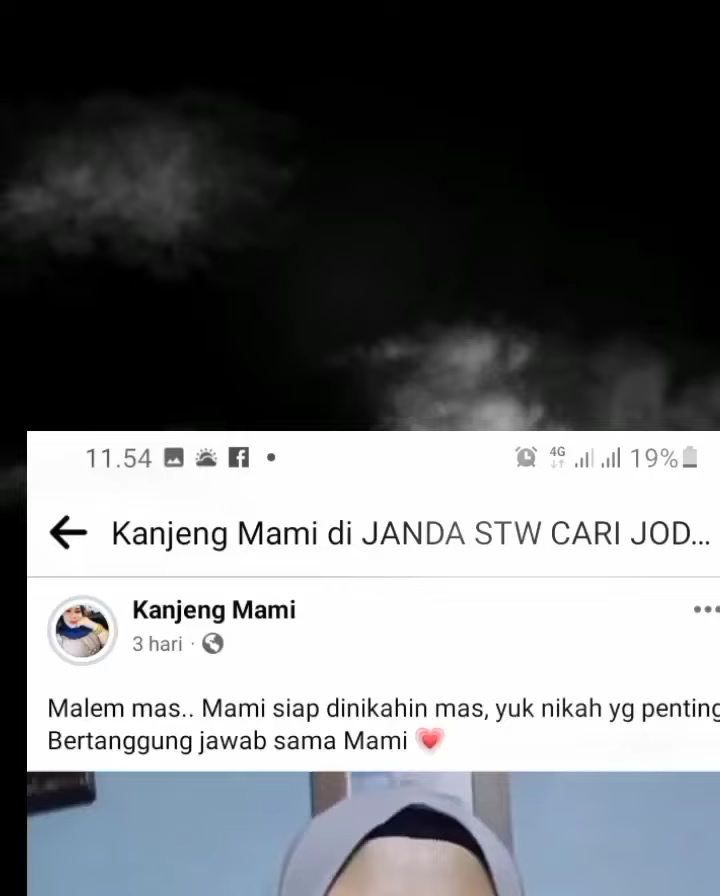 11.54 4G 19%
Kanjeng Mami di JANDA STW CARI JOD...
Kanjeng Mami
3 hari ·
Malem mas.. Mami siap dinikahin mas, yuk nikah yg penting
Bertanggung jawab sama Mami 💗